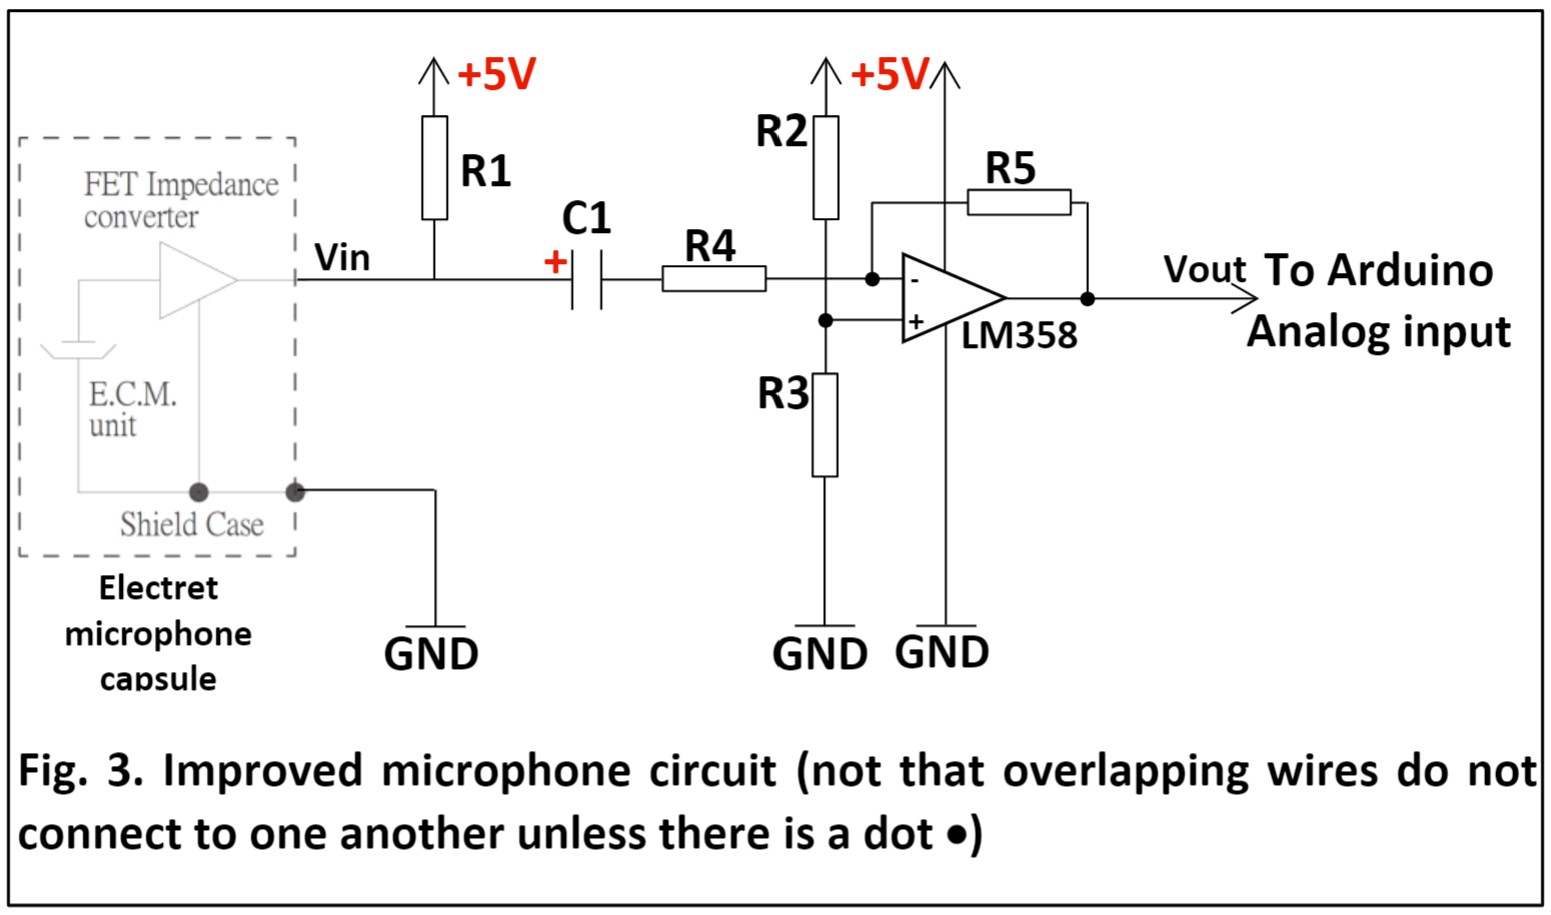 +5V
+5V
R2
R1
R5
FET Impedance
converter
C1
R4
Vin
+
-
+
LM358
Vout To Arduino
Analog input
E.C.M.
unit
R3
Shield Case
Electret
microphone
capsule
GND
GND
GND
Fig. 3. Improved microphone circuit (not that overlapping wires do not
connect to one another unless there is a dot ●)